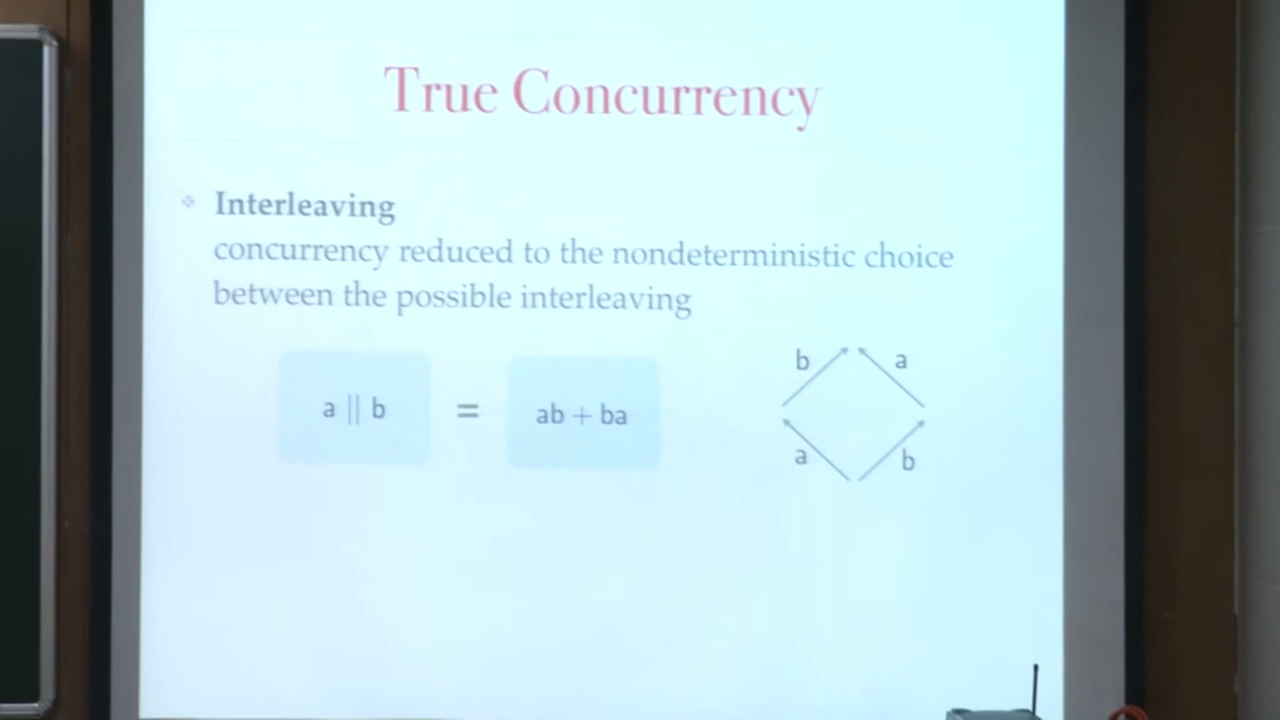 True Concurrency
Interleaving
concurrency reduced to the nondeterministic choice
between the possible interleaving
a || b = ab + ba
b a
a b